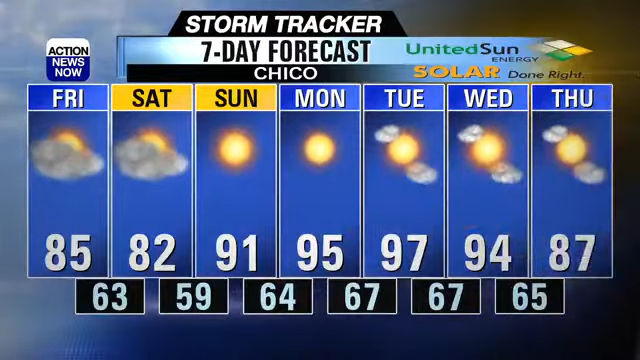 STORM TRACKER
ACTION
NEWS
NOW
7-DAY FORECAST
CHICO
UnitedSun
ENERGY
SOLAR Done Right.
FRI SAT SUN MON TUE WED THU
85 82 91 95 97 94 87
63 59 64 67 67 65